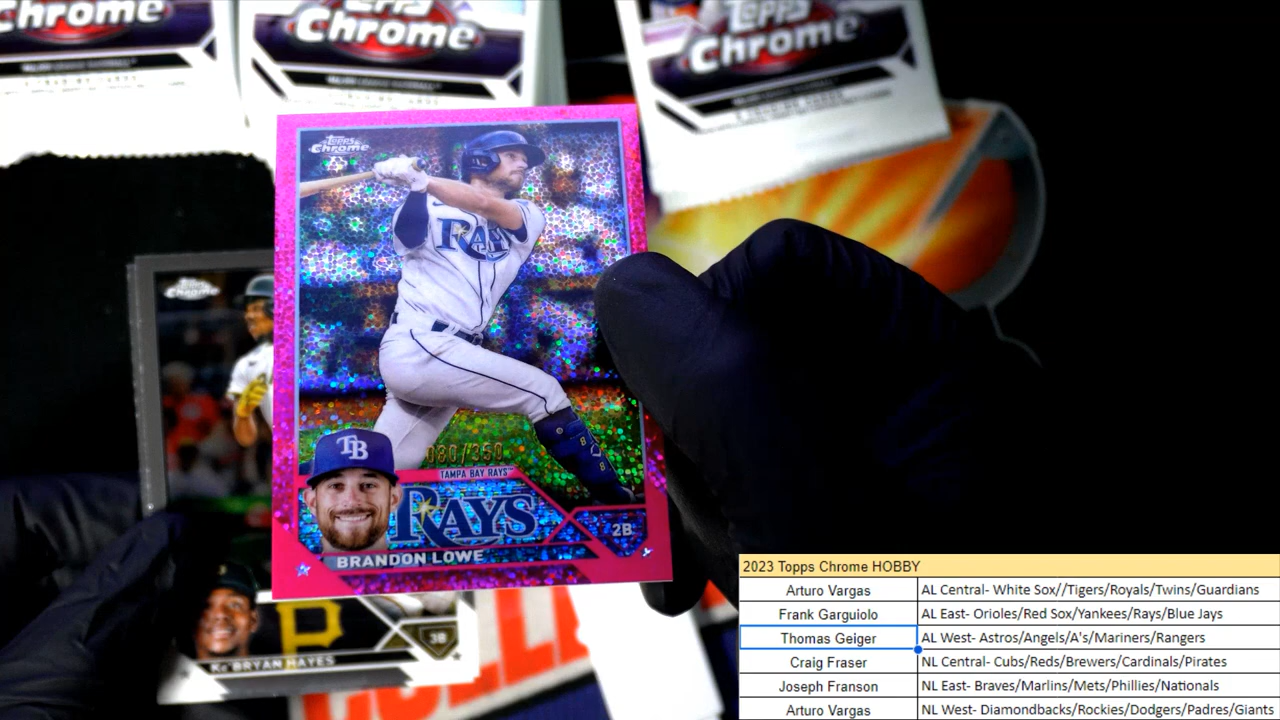 Chrome
Topps
Chrome
Topps
Chrome
Topps
Chrome
RAYS
Topps
Chrome
8
8
080/350
TB
TAMPA BAY RAYS™
RAYS
2B
BRANDON LOWE
P
3B
KE'BRYAN HAYES
2023 Topps Chrome HOBBY
Arturo Vargas AL Central- White Sox//Tigers/Royals/Twins/Guardians
Frank Garguiolo AL East- Orioles/Red Sox/Yankees/Rays/Blue Jays
Thomas Geiger AL West- Astros/Angels/A's/Mariners/Rangers
Craig Fraser NL Central- Cubs/Reds/Brewers/Cardinals/Pirates
Joseph Franson NL East- Braves/Marlins/Mets/Phillies/Nationals
Arturo Vargas NL West- Diamondbacks/Rockies/Dodgers/Padres/Giants